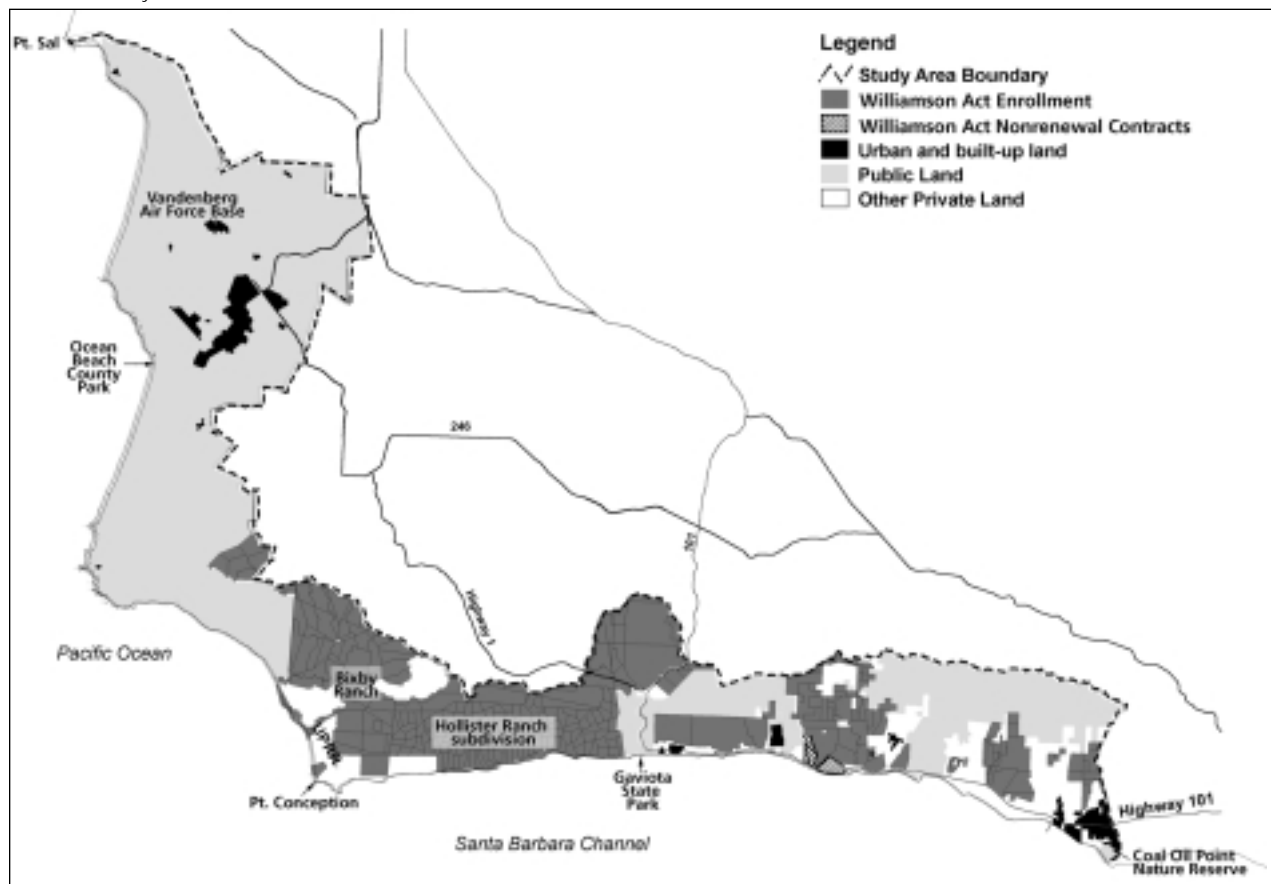 Pt. Sal
Legend
Study Area Boundary
Williamson Act Enrollment
Williamson Act Nonrenewal Contracts
Urban and built-up land
Public Land
Other Private Land
Vandenberg
Air Force Base
Ocean
Beach
County
Park
246
101
Highway 1
Pacific Ocean
Bixby
Ranch
UPRR
Hollister Ranch
subdivision
Gaviota
State
Park
Pt. Conception
Highway 101
Santa Barbara Channel
Coal Oil Point
Nature Reserve